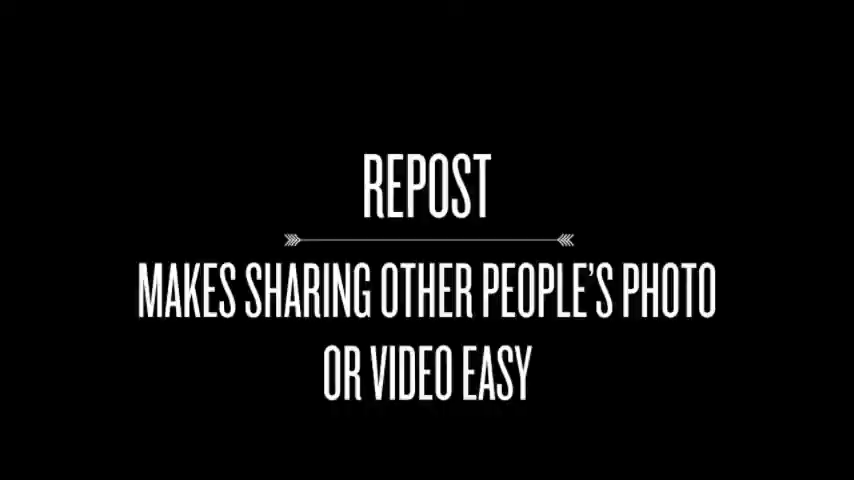 REPOST
MAKES SHARING OTHER PEOPLE’S PHOTO
OR VIDEO EASY